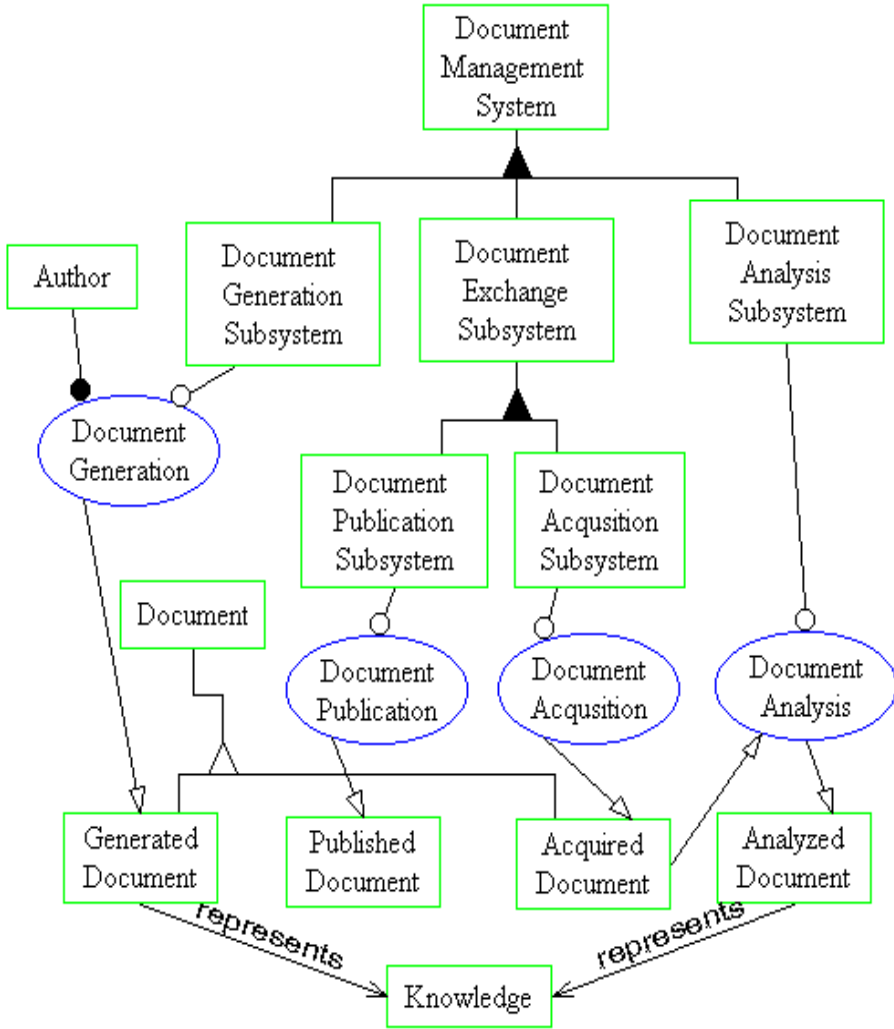 Document
Management
System
Document
Generation
Subsystem
Document
Exchange
Subsystem
Document
Analysis
Subsystem
Author
Document
Generation
Document
Publication
Subsystem
Document
Acqusition
Subsystem
Document
Document
Publication
Document
Acqusition
Document
Analysis
Generated
Document
Published
Document
Acquired
Document
Analyzed
Document
represents
represents
Knowledge